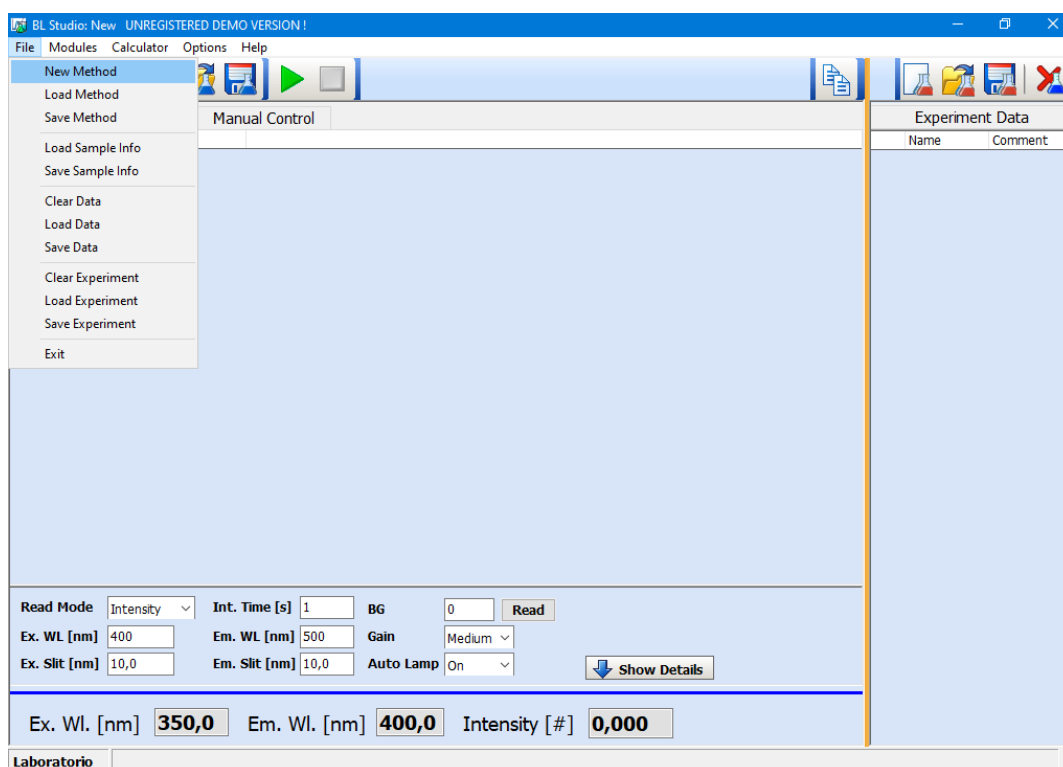 BL Studio: New UNREGISTERED DEMO VERSION !
File Modules Calculator Options Help
New Method
Load Method
Save Method
Load Sample Info
Save Sample Info
Clear Data
Load Data
Save Data
Clear Experiment
Load Experiment
Save Experiment
Exit
Manual Control
Experiment Data
Name Comment
Read Mode Intensity Int. Time [s] 1 BG 0 Read
Ex. WL [nm] 400 Em. WL [nm] 500 Gain Medium
Ex. Slit [nm] 10,0 Em. Slit [nm] 10,0 Auto Lamp On Show Details
Ex. Wl. [nm] 350,0 Em. Wl. [nm] 400,0 Intensity [#] 0,000
Laboratorio